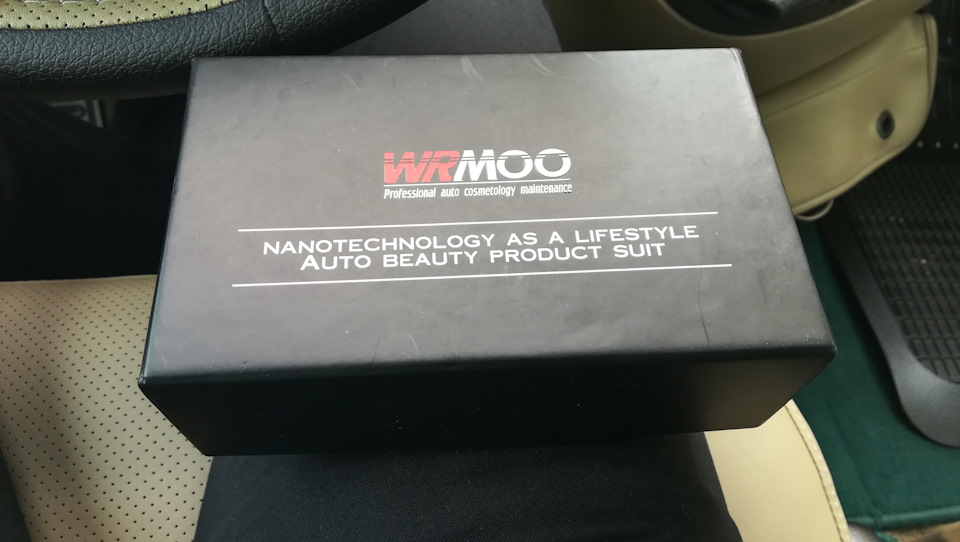 WRMOO
Professional auto cosmetology maintenance
NANOTECHNOLOGY AS A LIFESTYLE
AUTO BEAUTY PRODUCT SUIT